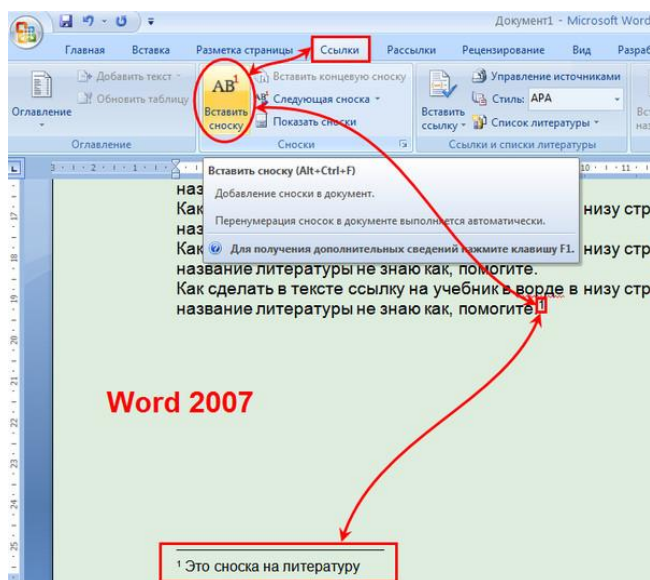 Документ1 - Microsoft Word
Главная Вставка Разметка страницы Ссылки Рассылки Рецензирование Вид Разраб
Добавить текст
Обновить таблицу
Оглавление
Оглавление
AB¹
Вставить сноску
Вставить концевую сноску
Следующая сноска
Показать сноски
Сноски
Вставить ссылку
Управление источниками
Стиль: APA
Список литературы
Ссылки и списки литературы
Вставить сноску (Alt+Ctrl+F)
Добавление сноски в документ.
Перенумерация сносок в документе выполняется автоматически.
Для получения дополнительных сведений нажмите клавишу F1.
наз
Как низу стр
наз
Как низу стр
название литературы не знаю как, помогите.
Как сделать в тексте ссылку на учебник в ворде в низу стр
название литературы не знаю как, помогите.¹
Word 2007
¹ Это сноска на литературу